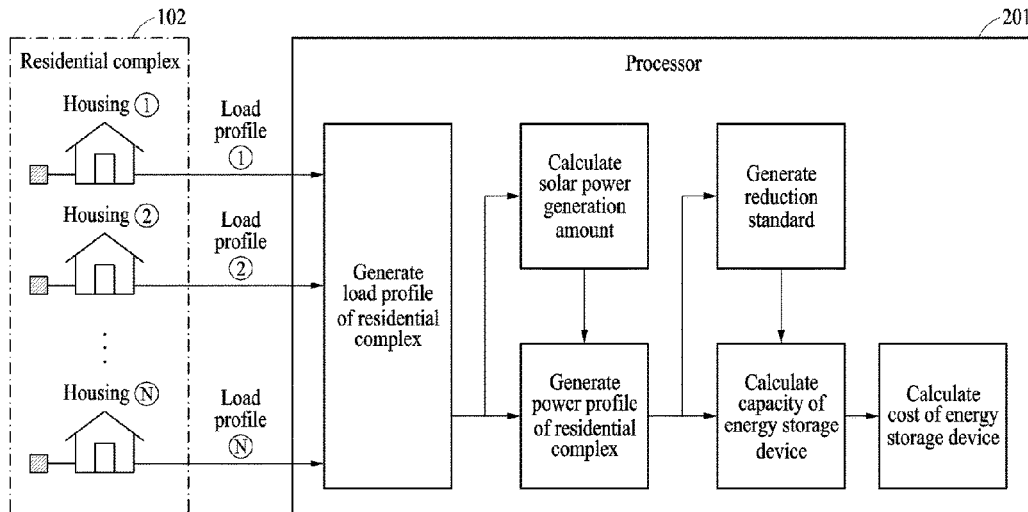 102
201
Residential complex
Processor
Housing ①
Load
profile
①
Housing ②
Load
profile
②
Housing Ⓝ
Load
profile
Ⓝ
Generate
load profile
of residential
complex
Calculate
solar power
generation
amount
Generate
reduction
standard
Generate
power profile
of residential
complex
Calculate
capacity of
energy storage
device
Calculate
cost of energy
storage device